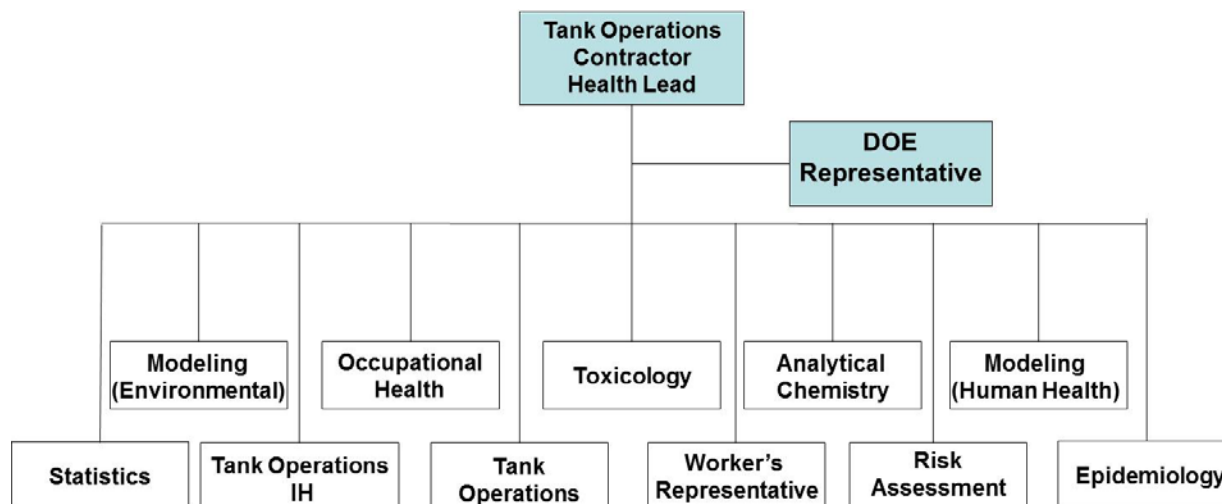 Tank Operations
Contractor
Health Lead
DOE
Representative
Modeling
(Environmental)
Occupational
Health
Toxicology
Analytical
Chemistry
Modeling
(Human Health)
Statistics
Tank Operations
IH
Tank
Operations
Worker’s
Representative
Risk
Assessment
Epidemiology